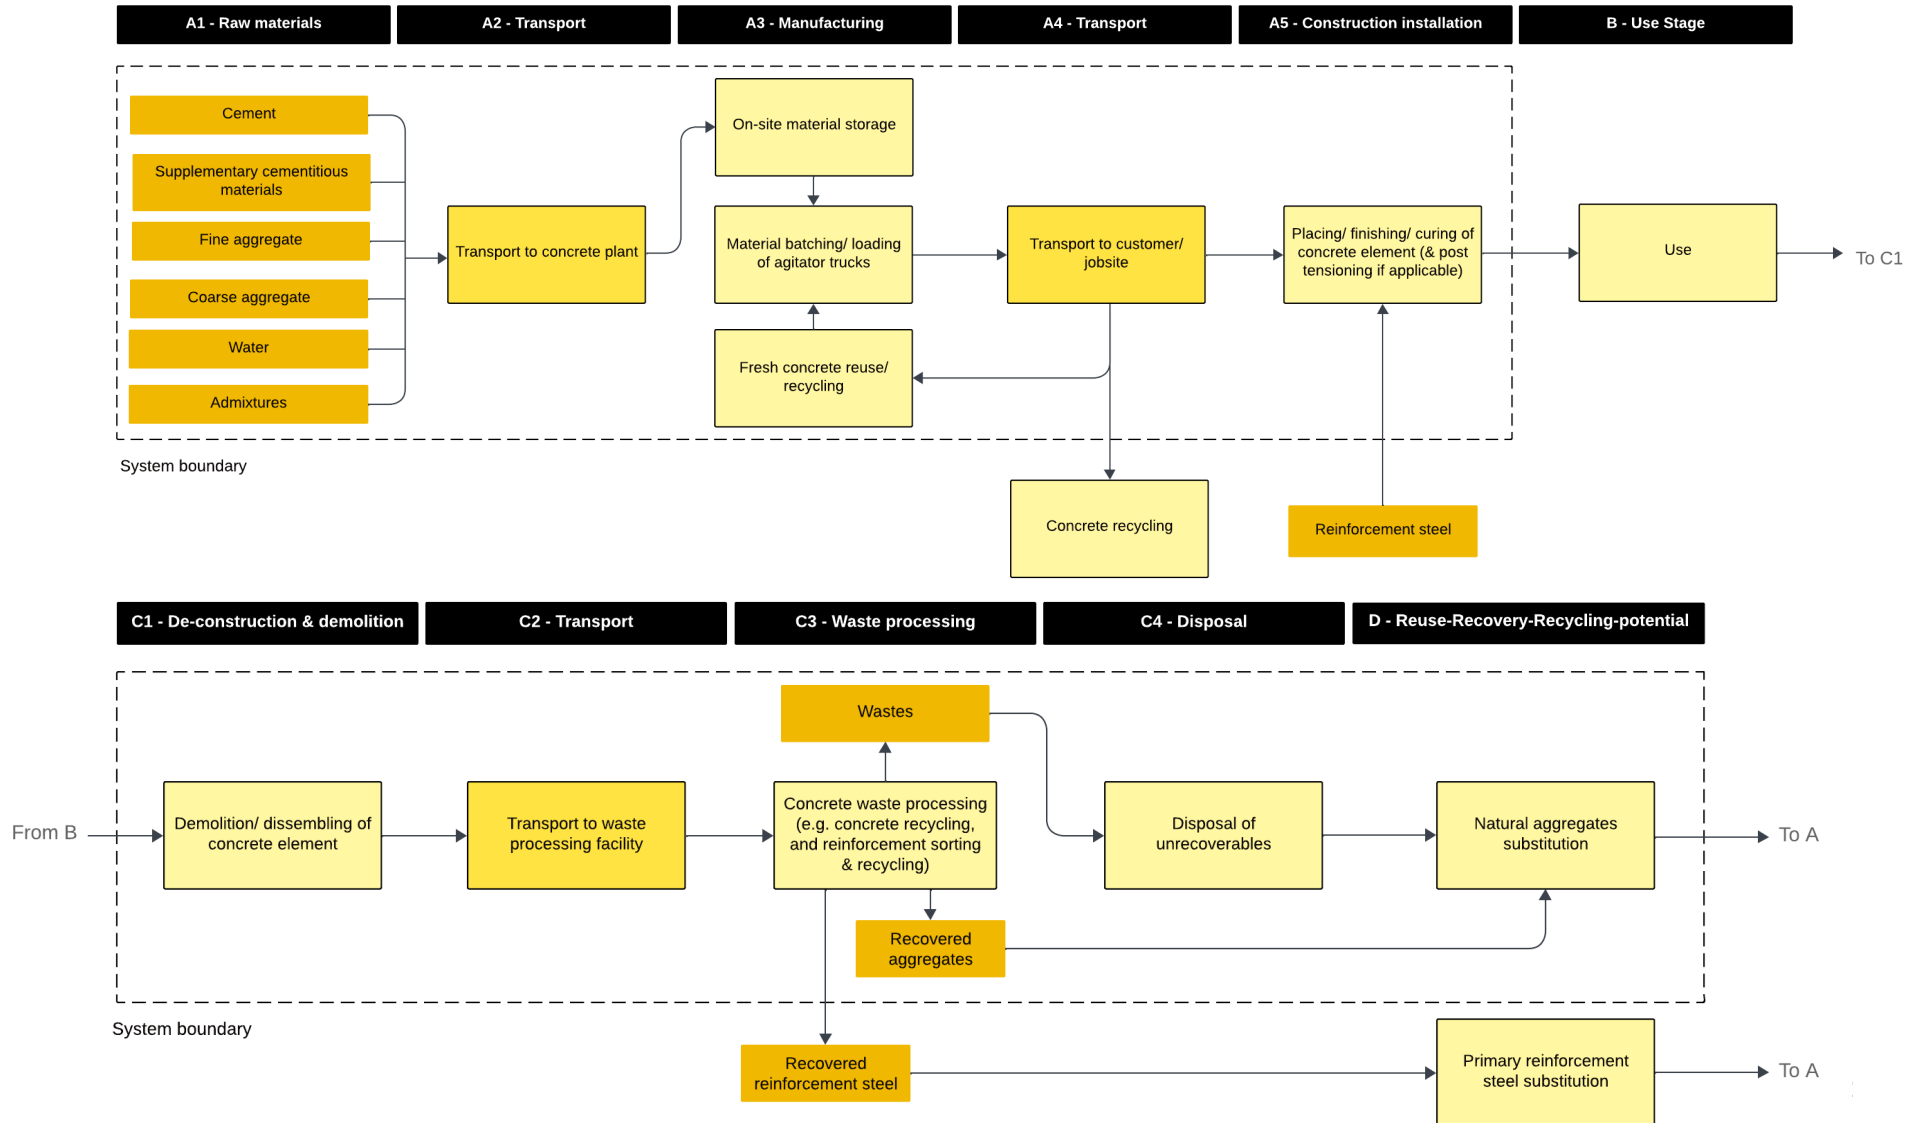 A1 - Raw materials
A2 - Transport
A3 - Manufacturing
A4 - Transport
A5 - Construction installation
B - Use Stage
Cement
Supplementary cementitious
materials
Fine aggregate
Coarse aggregate
Water
Admixtures
Transport to concrete plant
On-site material storage
Material batching/ loading
of agitator trucks
Fresh concrete reuse/
recycling
Transport to customer/
jobsite
Placing/ finishing/ curing of
concrete element (& post
tensioning if applicable)
Use
To C1
System boundary
Concrete recycling
Reinforcement steel
C1 - De-construction & demolition
C2 - Transport
C3 - Waste processing
C4 - Disposal
D - Reuse-Recovery-Recycling-potential
From B
Demolition/ dissembling of
concrete element
Transport to waste
processing facility
Wastes
Concrete waste processing
(e.g. concrete recycling,
and reinforcement sorting
& recycling)
Recovered
aggregates
Disposal of
unrecoverables
Natural aggregates
substitution
To A
System boundary
Recovered
reinforcement steel
Primary reinforcement
steel substitution
To A